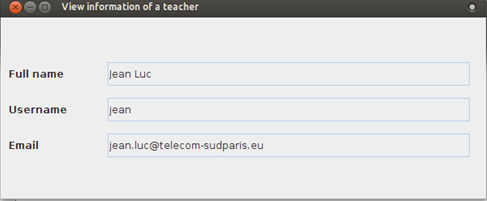 View information of a teacher
Full name Jean Luc
Username jean
Email jean.luc@telecom-sudparis.eu